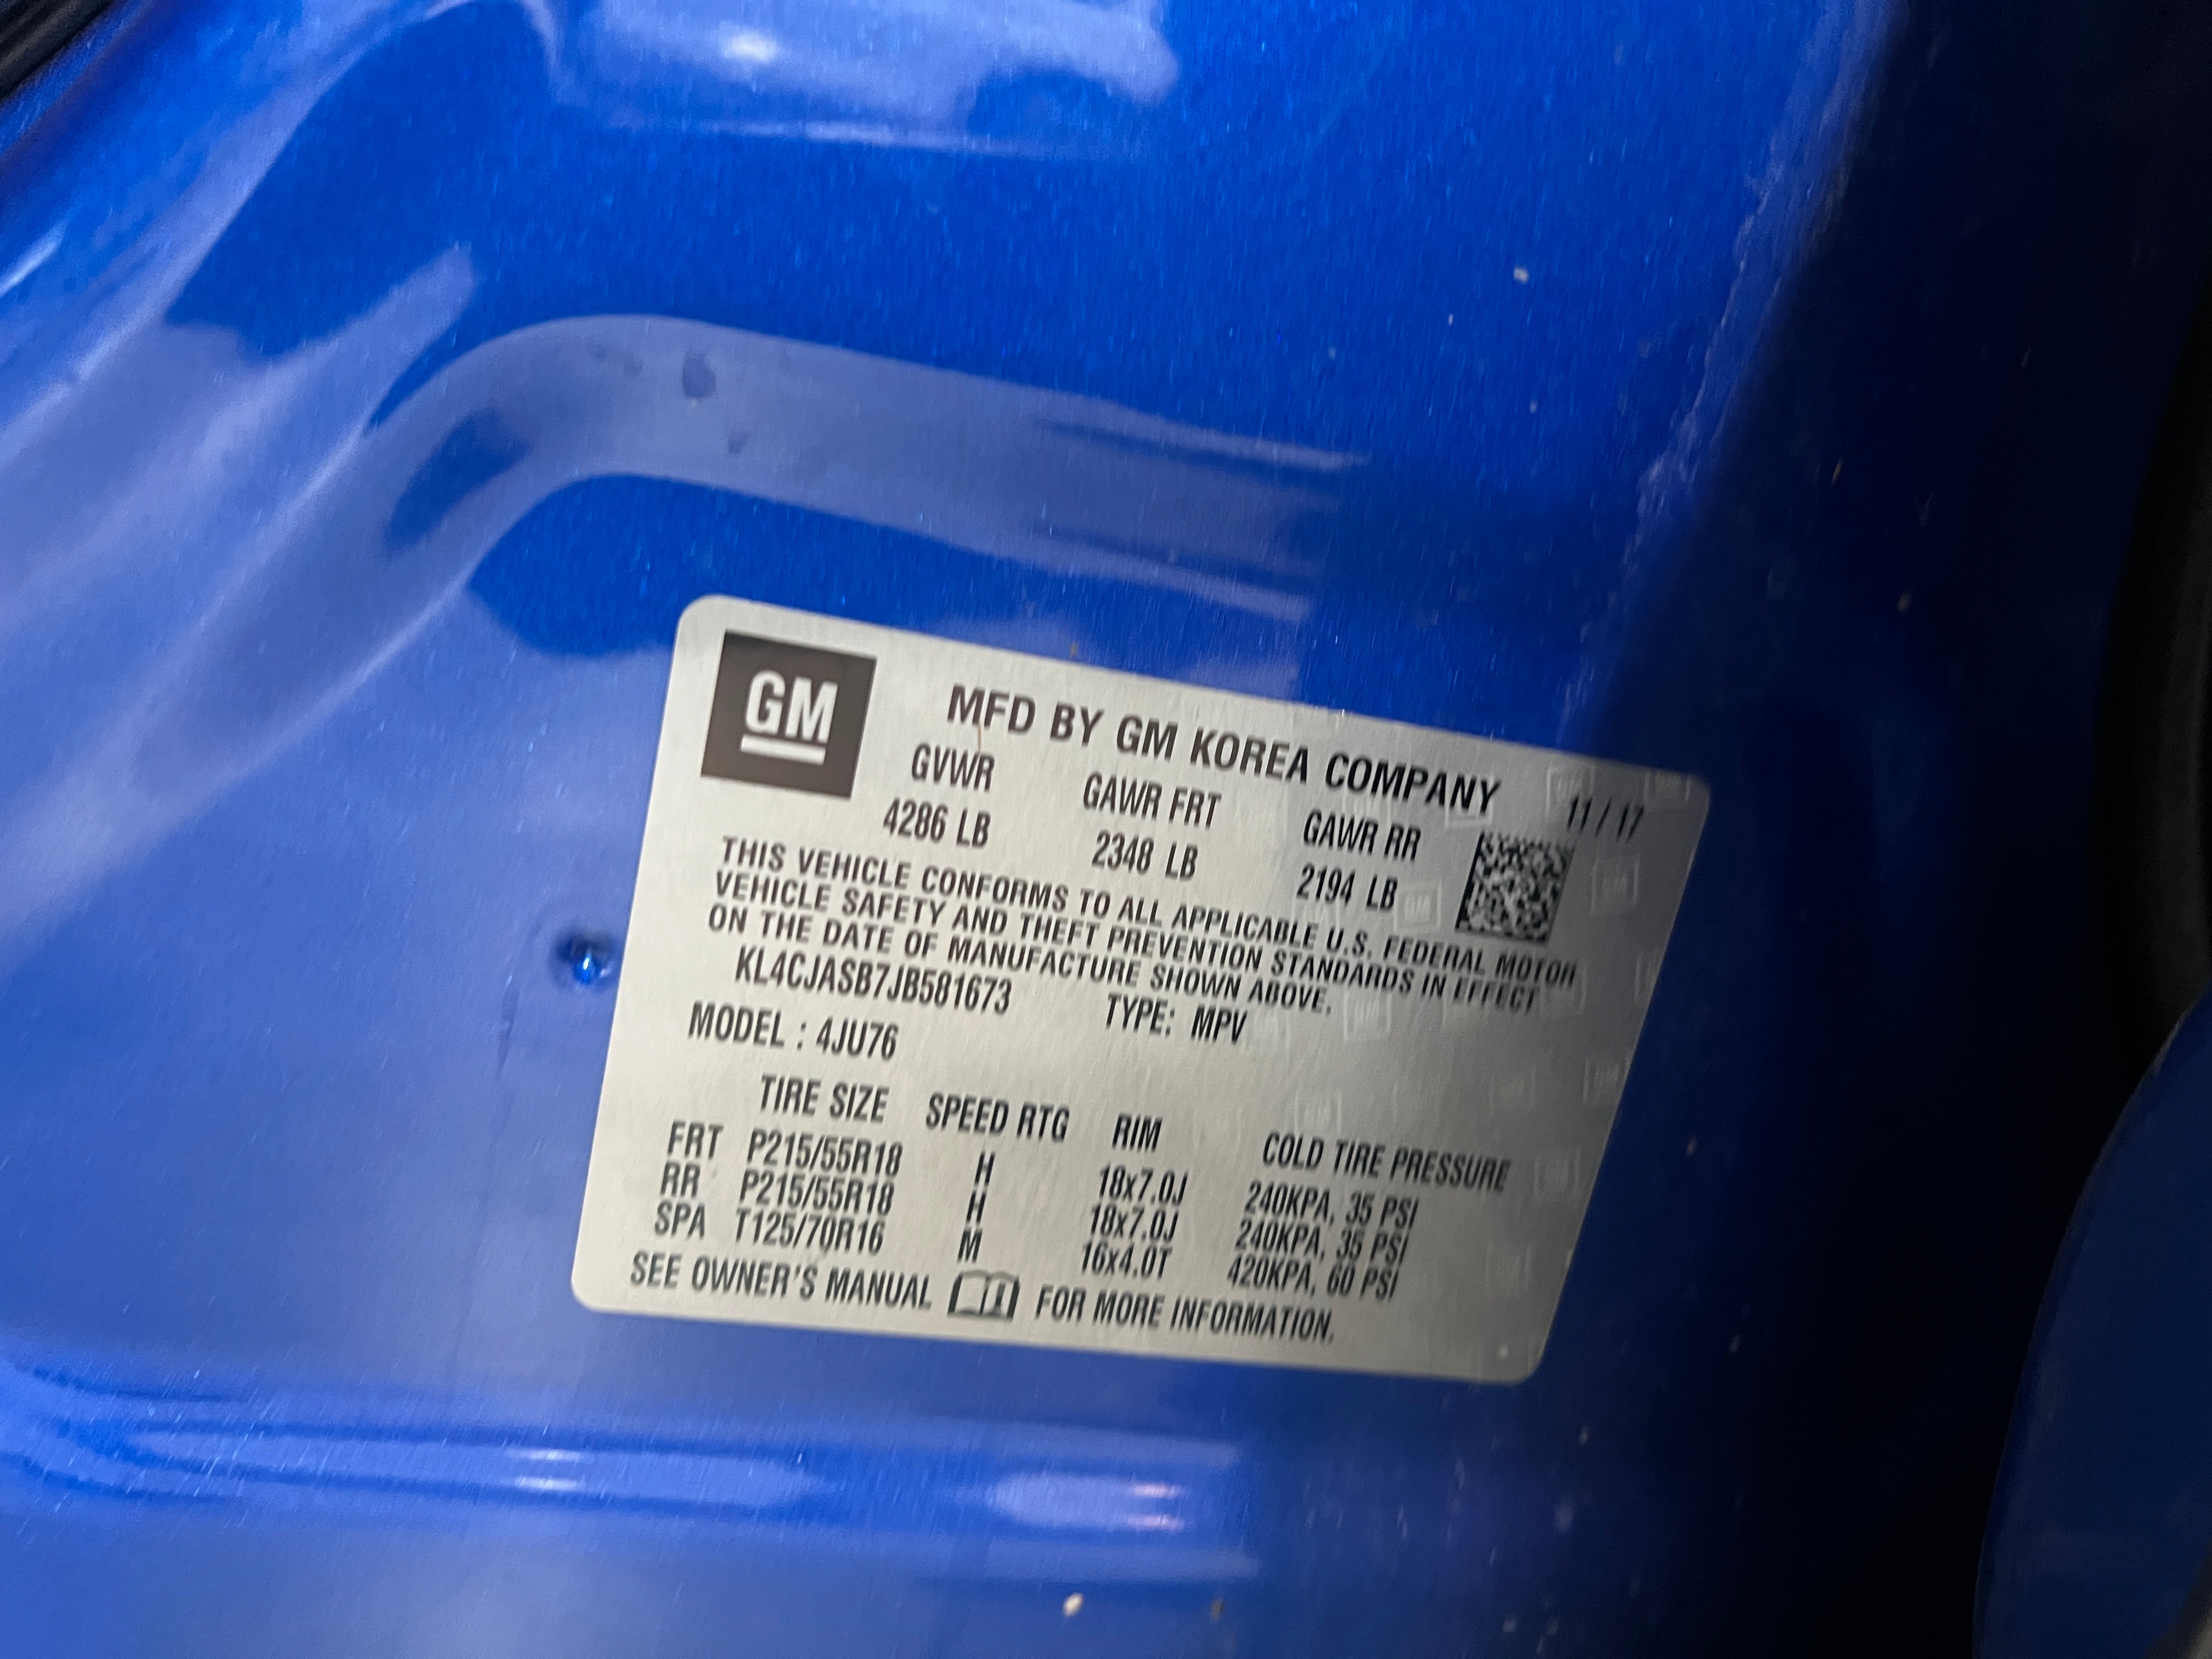 GM
MFD BY GM KOREA COMPANY 11 / 17
GVWR GAWR FRT GAWR RR
4286 LB 2348 LB 2194 LB
THIS VEHICLE CONFORMS TO ALL APPLICABLE U.S. FEDERAL MOTOR
VEHICLE SAFETY AND THEFT PREVENTION STANDARDS IN EFFECT
ON THE DATE OF MANUFACTURE SHOWN ABOVE.
KL4CJASB7JB581673 TYPE: MPV
MODEL : 4JU76
TIRE SIZE SPEED RTG RIM COLD TIRE PRESSURE
FRT P215/55R18 H 18x7.0J 240KPA, 35 PSI
RR P215/55R18 H 18x7.0J 240KPA, 35 PSI
SPA T125/70R16 M 16x4.0T 420KPA, 60 PSI
SEE OWNER'S MANUAL FOR MORE INFORMATION.